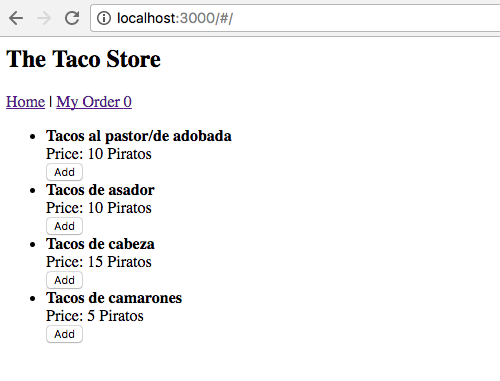 localhost:3000/#/
The Taco Store
Home | My Order 0
Tacos al pastor/de adobada
Price: 10 Piratos
Add
Tacos de asador
Price: 10 Piratos
Add
Tacos de cabeza
Price: 15 Piratos
Add
Tacos de camarones
Price: 5 Piratos
Add